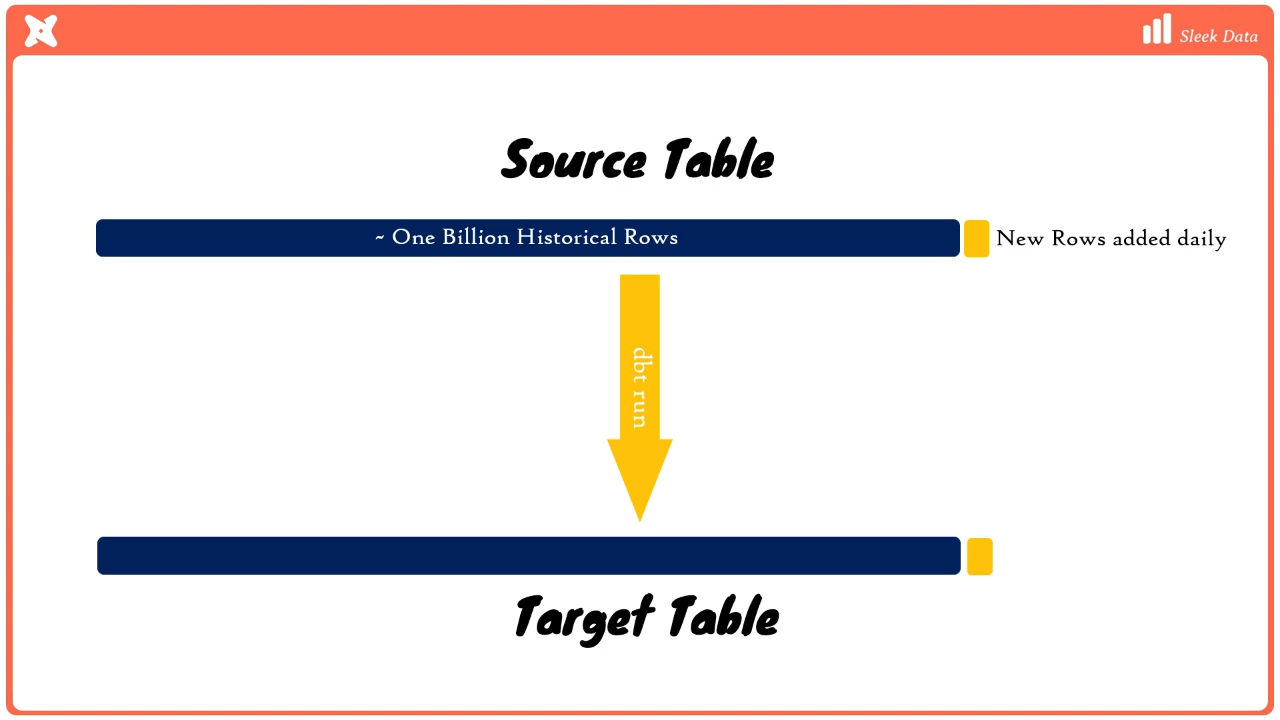 Sleek Data
Source Table
~ One Billion Historical Rows
New Rows added daily
dbt run
Target Table